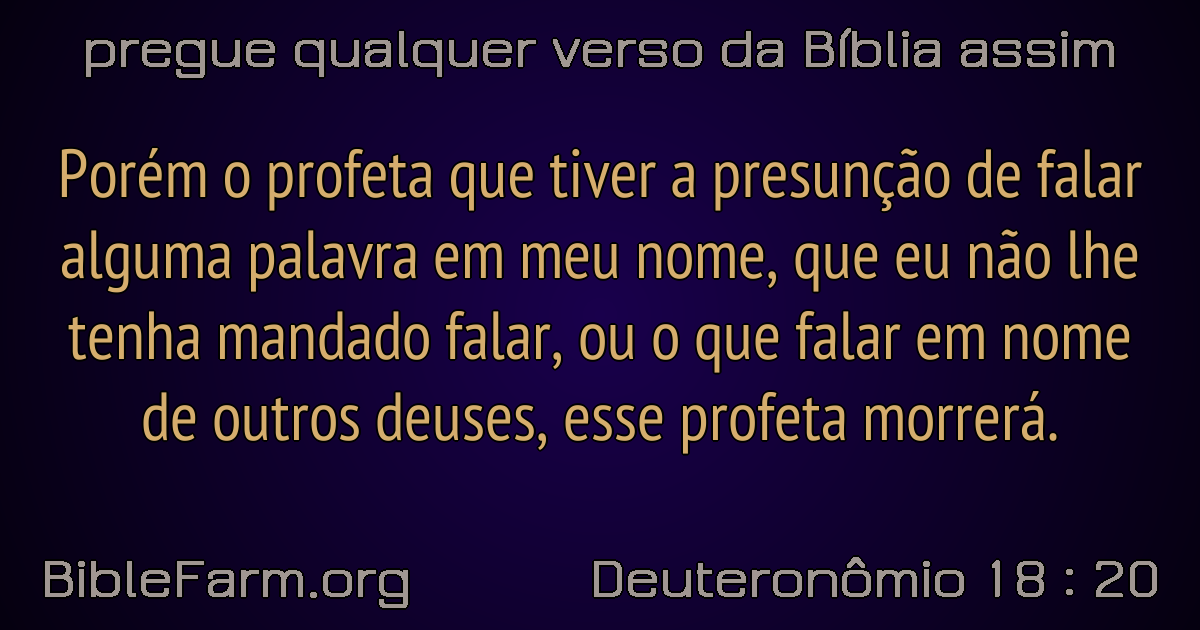 pregue qualquer verso da Bíblia assim
Porém o profeta que tiver a presunção de falar
alguma palavra em meu nome, que eu não lhe
tenha mandado falar, ou o que falar em nome
de outros deuses, esse profeta morrerá.
BibleFarm.org
Deuteronômio 18 : 20